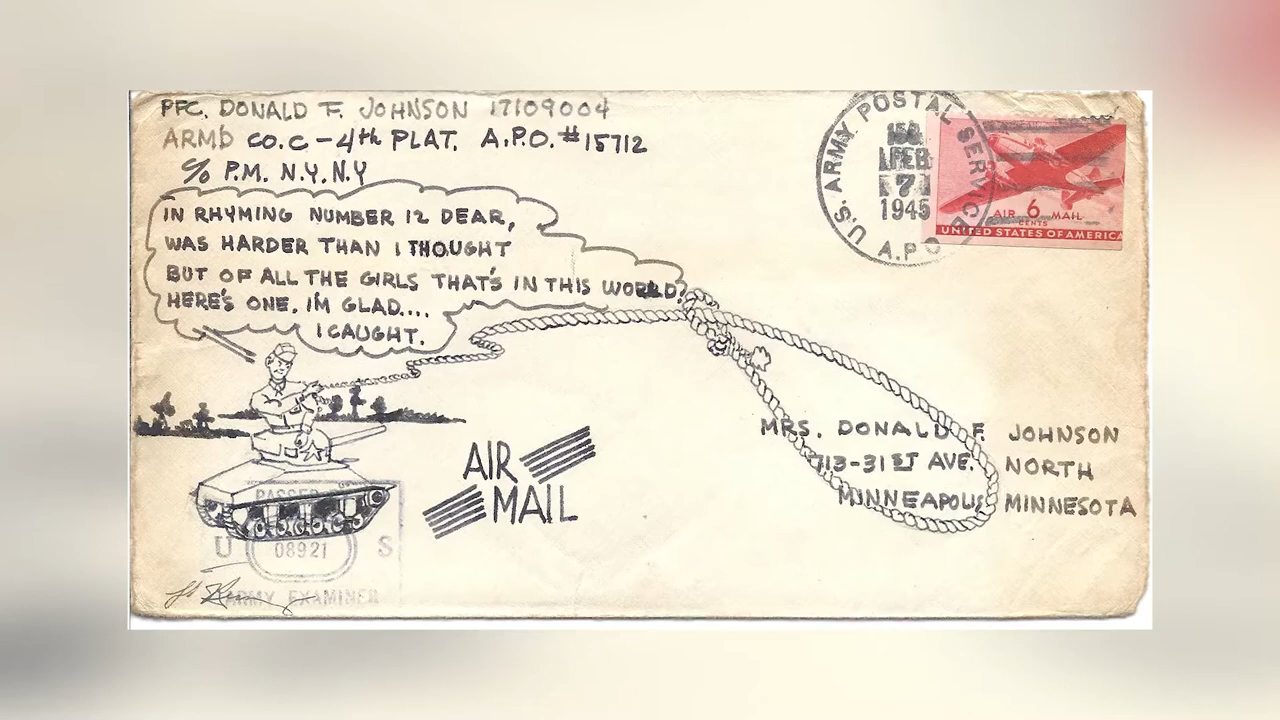 PFC. DONALD F. JOHNSON 17109004
ARMD CO. C - 4th PLAT. A.P.O. #15712
c/o P.M. N.Y. N.Y
IN RHYMING NUMBER 12 DEAR,
WAS HARDER THAN I THOUGHT
BUT OF ALL THE GIRLS THAT'S IN THIS WORLD?
HERE'S ONE. I'M GLAD....
I CAUGHT.
U.S. ARMY POSTAL SERVICE
FEB
7
1945
A.P.O
AIR 6 MAIL
CENTS
UNITED STATES OF AMERICA
AIR
MAIL
MRS. DONALD F. JOHNSON
713-31ST AVE. NORTH
MINNEAPOLIS MINNESOTA
PASSED
U 08921 S
ARMY EXAMINER